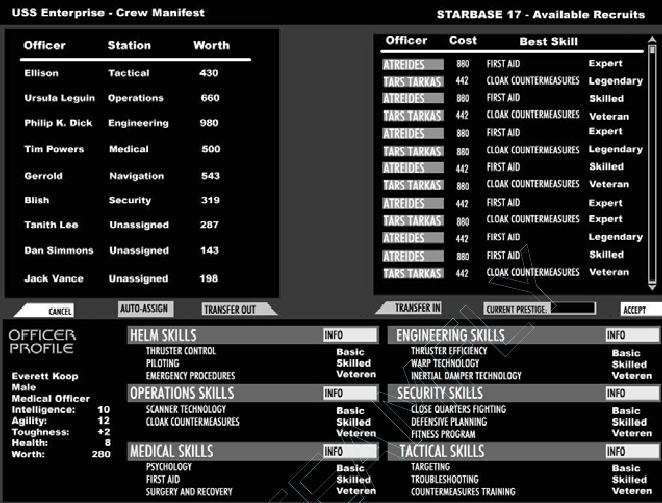 USS Enterprise - Crew Manifest
Officer Station Worth
Ellison Tactical 430
Ursula Leguin Operations 660
Philip K. Dick Engineering 980
Tim Powers Medical 500
Gerrold Navigation 543
Blish Security 319
Tanith Lee Unassigned 287
Dan Simmons Unassigned 143
Jack Vance Unassigned 198
CANCEL AUTO-ASSIGN TRANSFER OUT
STARBASE 17 - Available Recruits
Officer Cost Best Skill
ATREIDES 880 FIRST AID Expert
TARS TARKAS 442 CLOAK COUNTERMEASURES Legendary
ATREIDES 880 FIRST AID Skilled
TARS TARKAS 442 CLOAK COUNTERMEASURES Veteran
ATREIDES 880 FIRST AID Expert
TARS TARKAS 442 CLOAK COUNTERMEASURES Legendary
ATREIDES 442 FIRST AID Skilled
TARS TARKAS 880 CLOAK COUNTERMEASURES Veteran
ATREIDES 442 FIRST AID Expert
TARS TARKAS 880 CLOAK COUNTERMEASURES Expert
ATREIDES 442 FIRST AID Legendary
ATREIDES 880 FIRST AID Skilled
TARS TARKAS 442 CLOAK COUNTERMEASURES Veteran
TRANSFER IN CURRENT PRESTIGE: ACCEPT
OFFICER
PROFILE
Everett Koop
Male
Medical Officer
Intelligence: 10
Agility: 12
Toughness: +2
Health: 8
Worth: 280
HELM SKILLS INFO
THRUSTER CONTROL Basic
PILOTING Skilled
EMERGENCY PROCEDURES Veteren
OPERATIONS SKILLS INFO
SCANNER TECHNOLOGY Basic
CLOAK COUNTERMEASURES Skilled
Veteren
MEDICAL SKILLS INFO
PSYCHOLOGY Basic
FIRST AID Skilled
SURGERY AND RECOVERY Veteren
ENGINEERING SKILLS INFO
THRUSTER EFFICIENCY Basic
WARP TECHNOLOGY Skilled
INERTIAL DAMPER TECHNOLOGY Veteren
SECURITY SKILLS INFO
CLOSE QUARTERS FIGHTING Basic
DEFENSIVE PLANNING Skilled
FITNESS PROGRAM Veteren
TACTICAL SKILLS INFO
TARGETING Basic
TROUBLESHOOTING Skilled
COUNTERMEASURES TRAINING Veteren